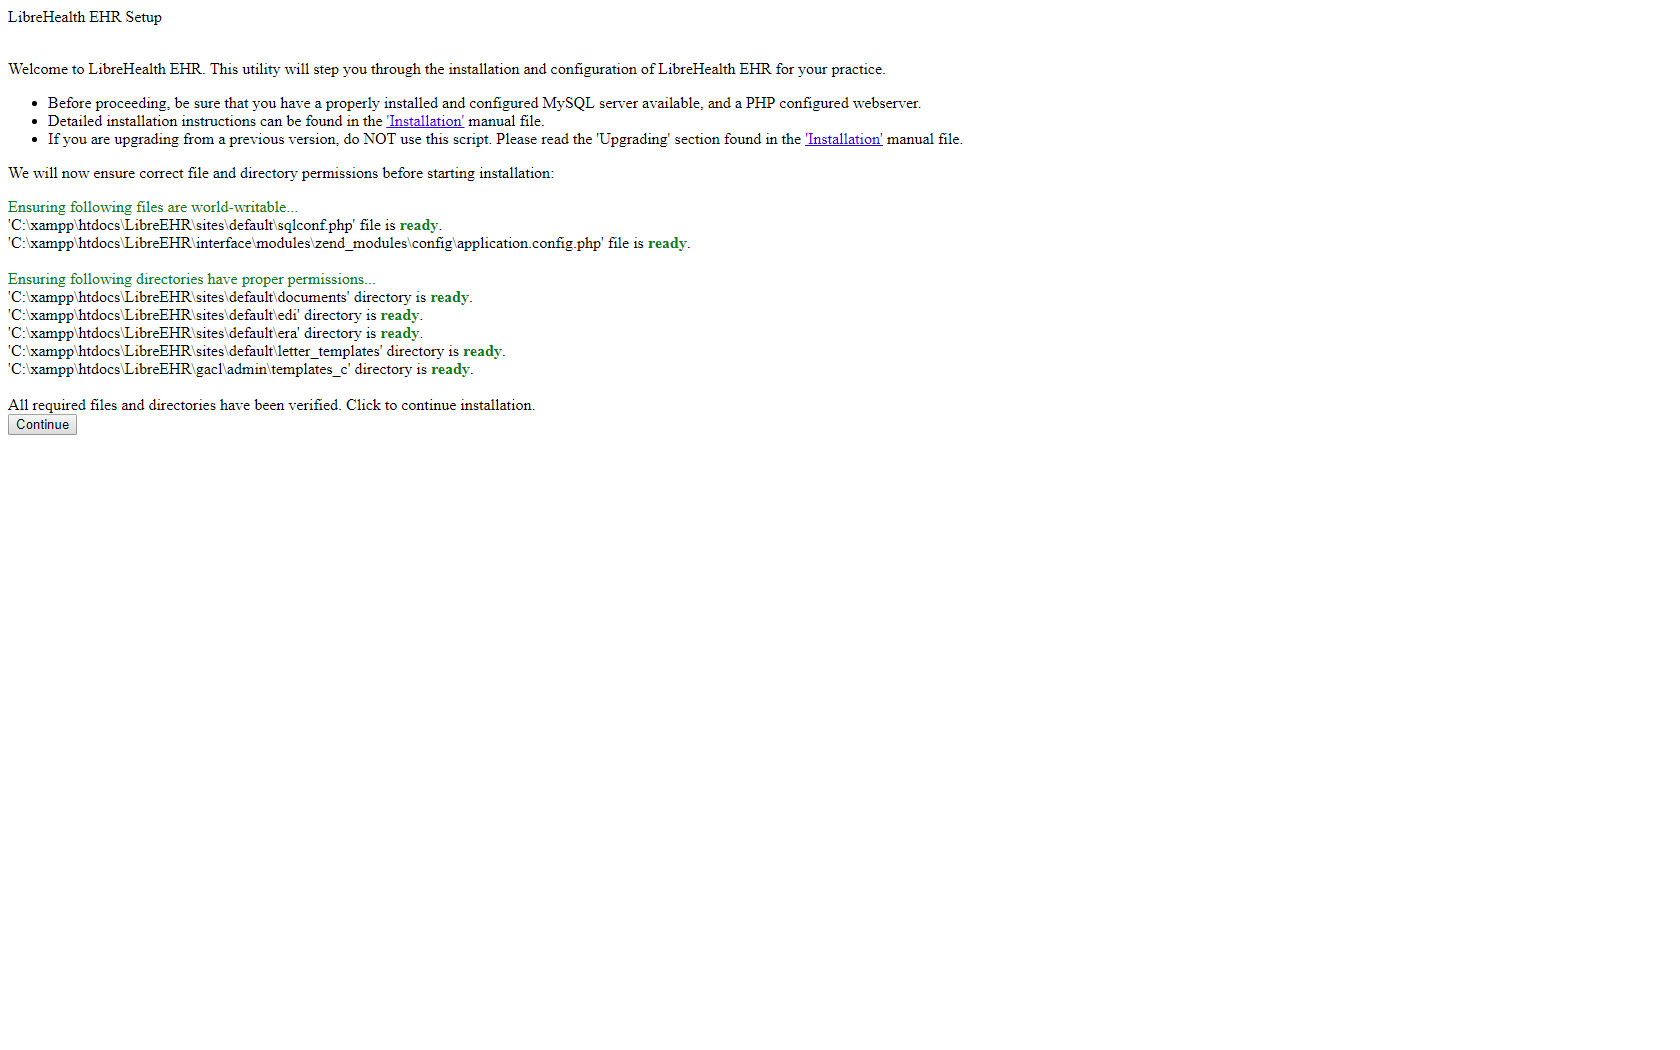 LibreHealth EHR Setup
Welcome to LibreHealth EHR. This utility will step you through the installation and configuration of LibreHealth EHR for your practice.
• Before proceeding, be sure that you have a properly installed and configured MySQL server available, and a PHP configured webserver.
• Detailed installation instructions can be found in the 'Installation' manual file.
• If you are upgrading from a previous version, do NOT use this script. Please read the 'Upgrading' section found in the 'Installation' manual file.
We will now ensure correct file and directory permissions before starting installation:
Ensuring following files are world-writable...
'C:\xampp\htdocs\LibreEHR\sites\default\sqlconf.php' file is ready.
'C:\xampp\htdocs\LibreEHR\interface\modules\zend_modules\config\application.config.php' file is ready.
Ensuring following directories have proper permissions...
'C:\xampp\htdocs\LibreEHR\sites\default\documents' directory is ready.
'C:\xampp\htdocs\LibreEHR\sites\default\edi' directory is ready.
'C:\xampp\htdocs\LibreEHR\sites\default\era' directory is ready.
'C:\xampp\htdocs\LibreEHR\sites\default\letter_templates' directory is ready.
'C:\xampp\htdocs\LibreEHR\gacl\admin\templates_c' directory is ready.
All required files and directories have been verified. Click to continue installation.
Continue